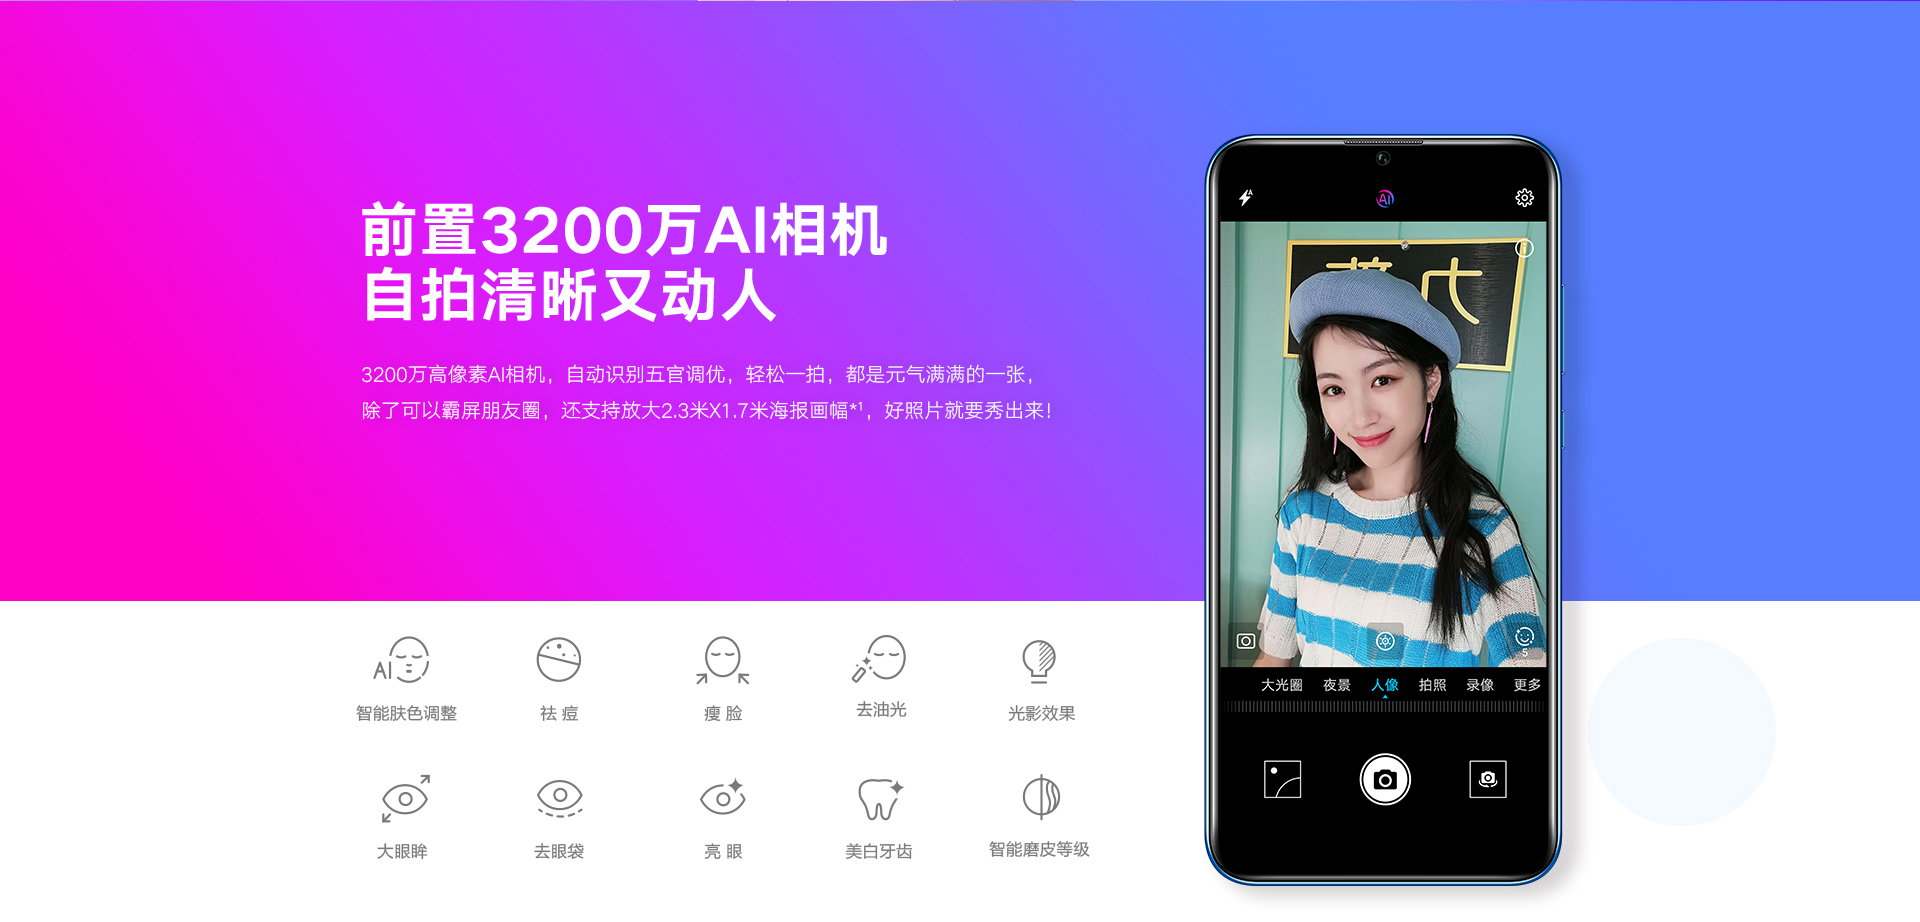 前置3200万AI相机
自拍清晰又动人
3200万高像素AI相机，自动识别五官调优，轻松一拍，都是元气满满的一张，
除了可以霸屏朋友圈，还支持放大2.3米X1.7米海报画幅*¹，好照片就要秀出来！
AI
智能肤色调整
祛 痘
瘦 脸
去油光
光影效果
大眼眸
去眼袋
亮 眼
美白牙齿
智能磨皮等级
A
AI
5
大光圈 夜景 人像 拍照 录像 更多